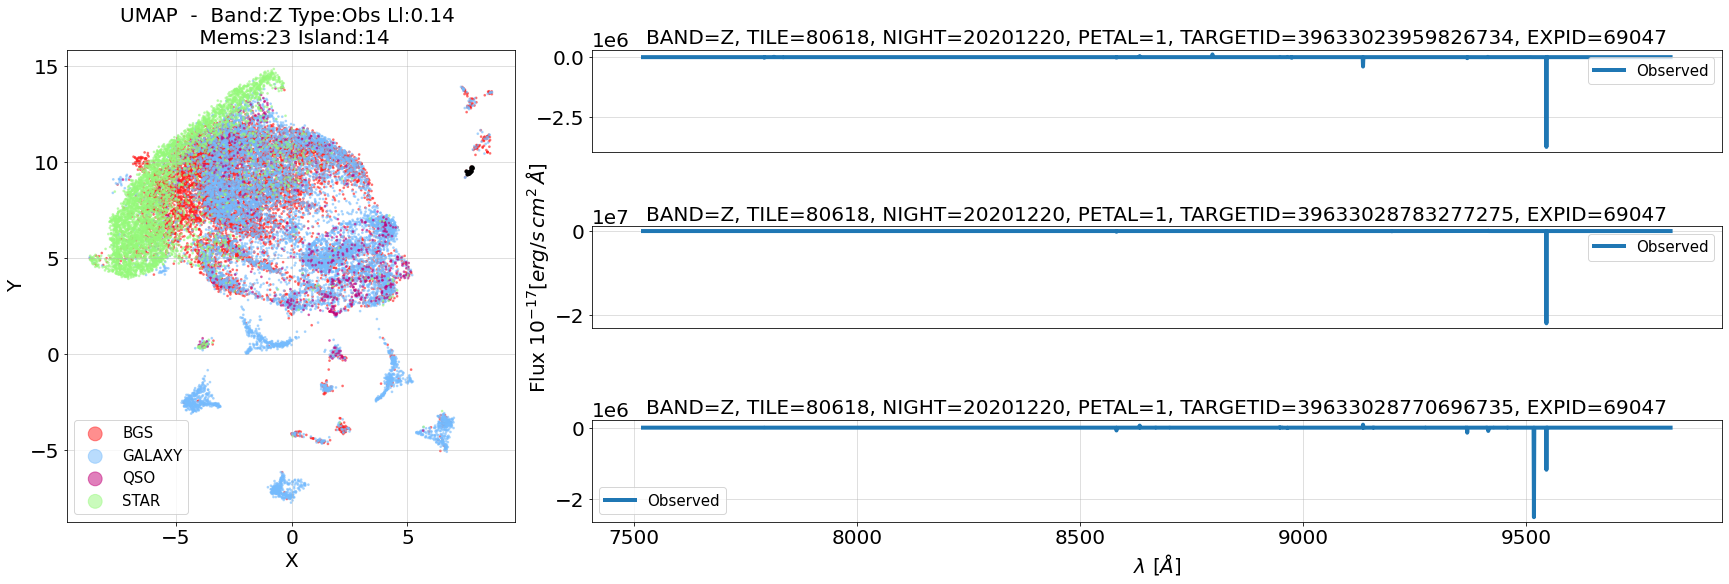 UMAP  -  Band:Z Type:Obs Ll:0.14
Mems:23 Island:14
15
10
5
0
−5
Y
−5
0
5
X
BGS
GALAXY
QSO
STAR
Flux 10⁻¹⁷[erg/s cm² Å]
1e6
BAND=Z, TILE=80618, NIGHT=20201220, PETAL=1, TARGETID=39633023959826734, EXPID=69047
0.0
−2.5
Observed
1e7
BAND=Z, TILE=80618, NIGHT=20201220, PETAL=1, TARGETID=39633028783277275, EXPID=69047
0
−2
Observed
1e6
BAND=Z, TILE=80618, NIGHT=20201220, PETAL=1, TARGETID=39633028770696735, EXPID=69047
0
−2
Observed
7500
8000
8500
9000
9500
λ [Å]